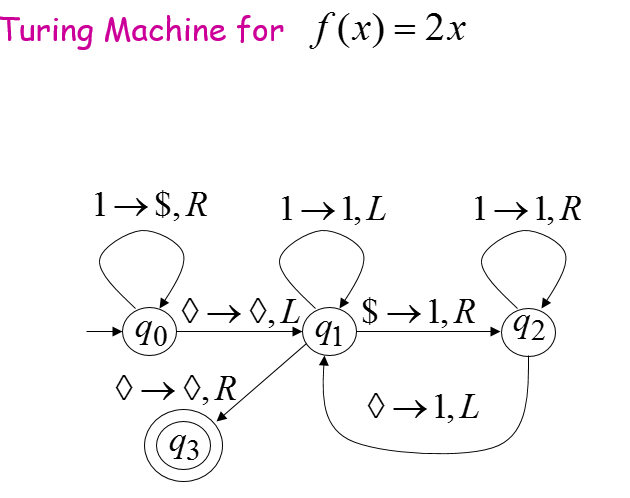 Turing Machine for f(x) = 2x
1 → $, R 1 → 1, L 1 → 1, R
◊ → ◊, L $ → 1, R
q0 q1 q2
◊ → ◊, R ◊ → 1, L
q3